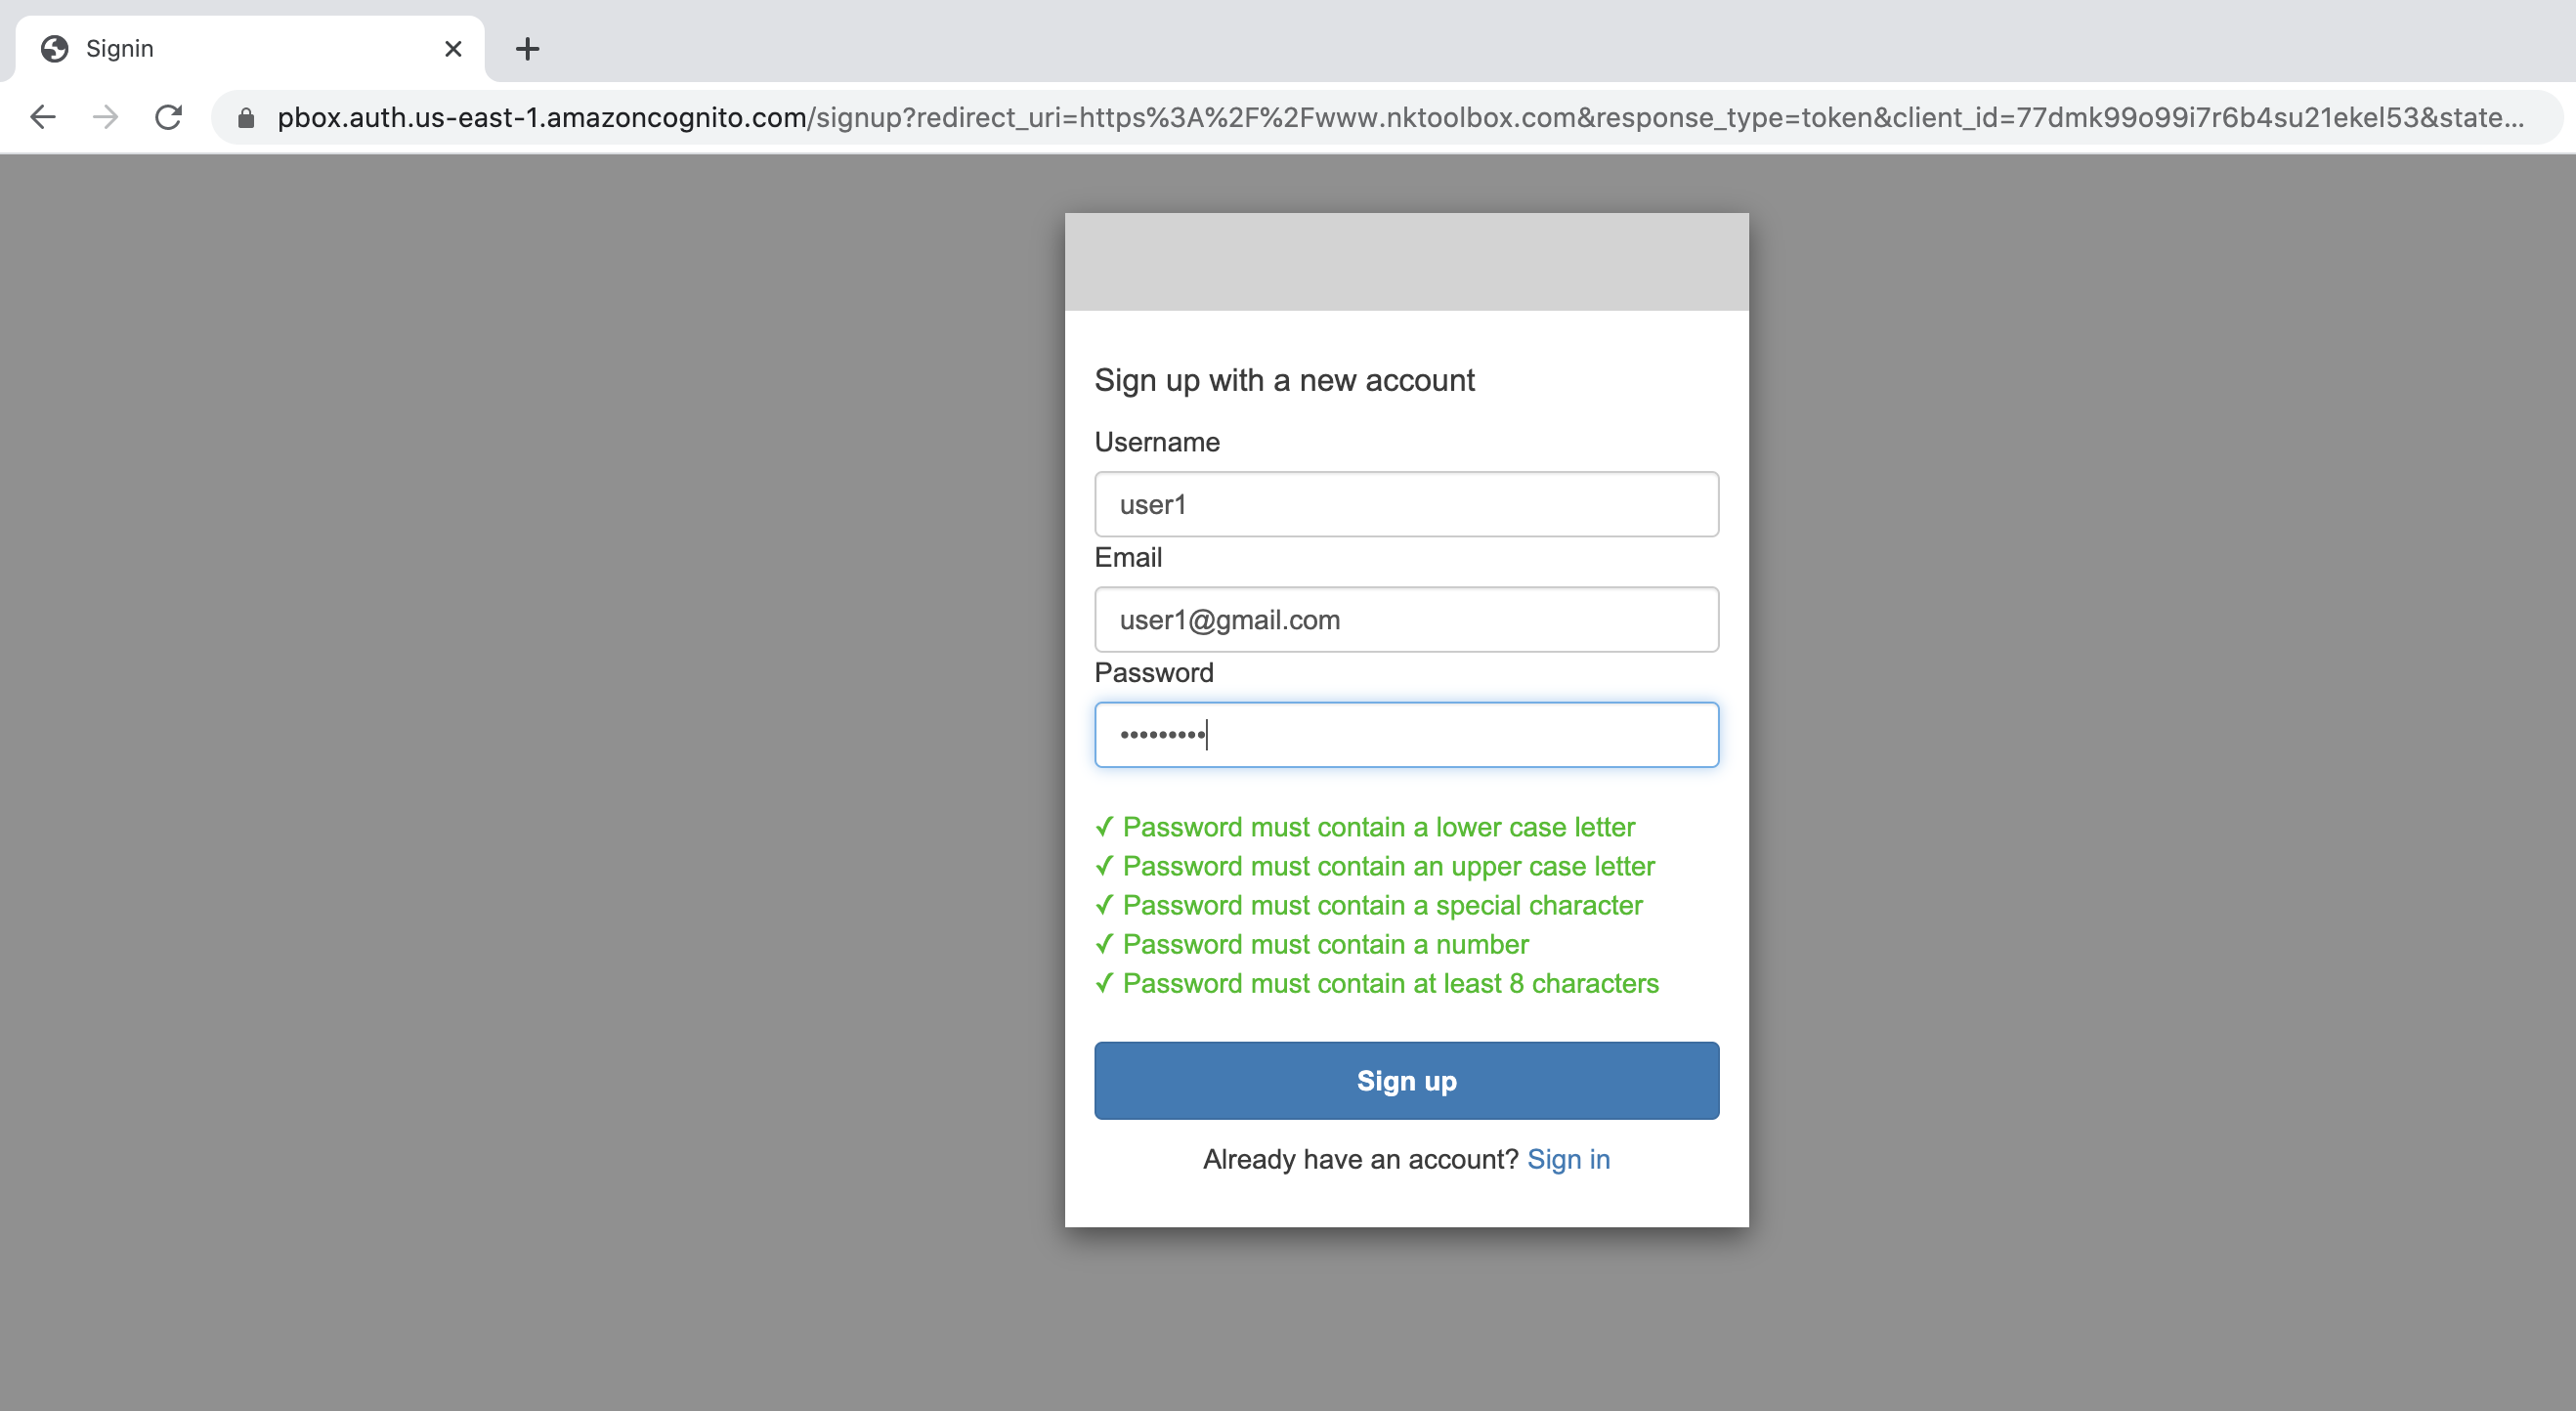 Signin
pbox.auth.us-east-1.amazoncognito.com/signup?redirect_uri=https%3A%2F%2Fwww.nktoolbox.com&response_type=token&client_id=77dmk99o99i7r6b4su21ekel53&state...
Sign up with a new account
Username
user1
Email
user1@gmail.com
Password
•••••••••
✓ Password must contain a lower case letter
✓ Password must contain an upper case letter
✓ Password must contain a special character
✓ Password must contain a number
✓ Password must contain at least 8 characters
Sign up
Already have an account? Sign in